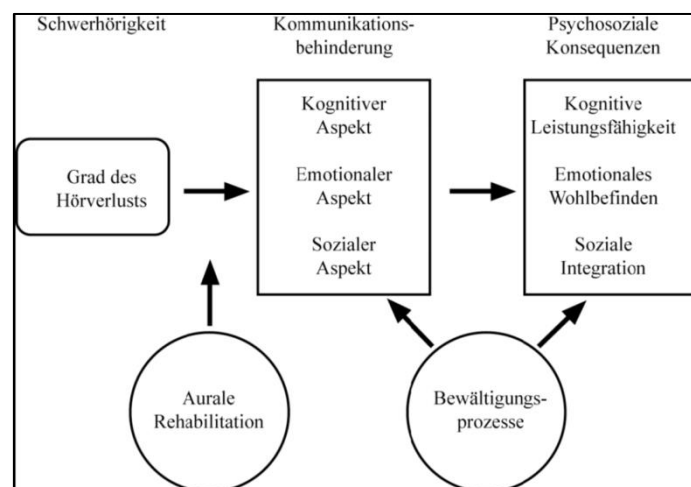 Schwerhörigkeit
Kommunikations-
behinderung
Psychosoziale
Konsequenzen
Grad des
Hörverlusts
Kognitiver
Aspekt
Emotionaler
Aspekt
Sozialer
Aspekt
Kognitive
Leistungsfähigkeit
Emotionales
Wohlbefinden
Soziale
Integration
Aurale
Rehabilitation
Bewältigungs-
prozesse